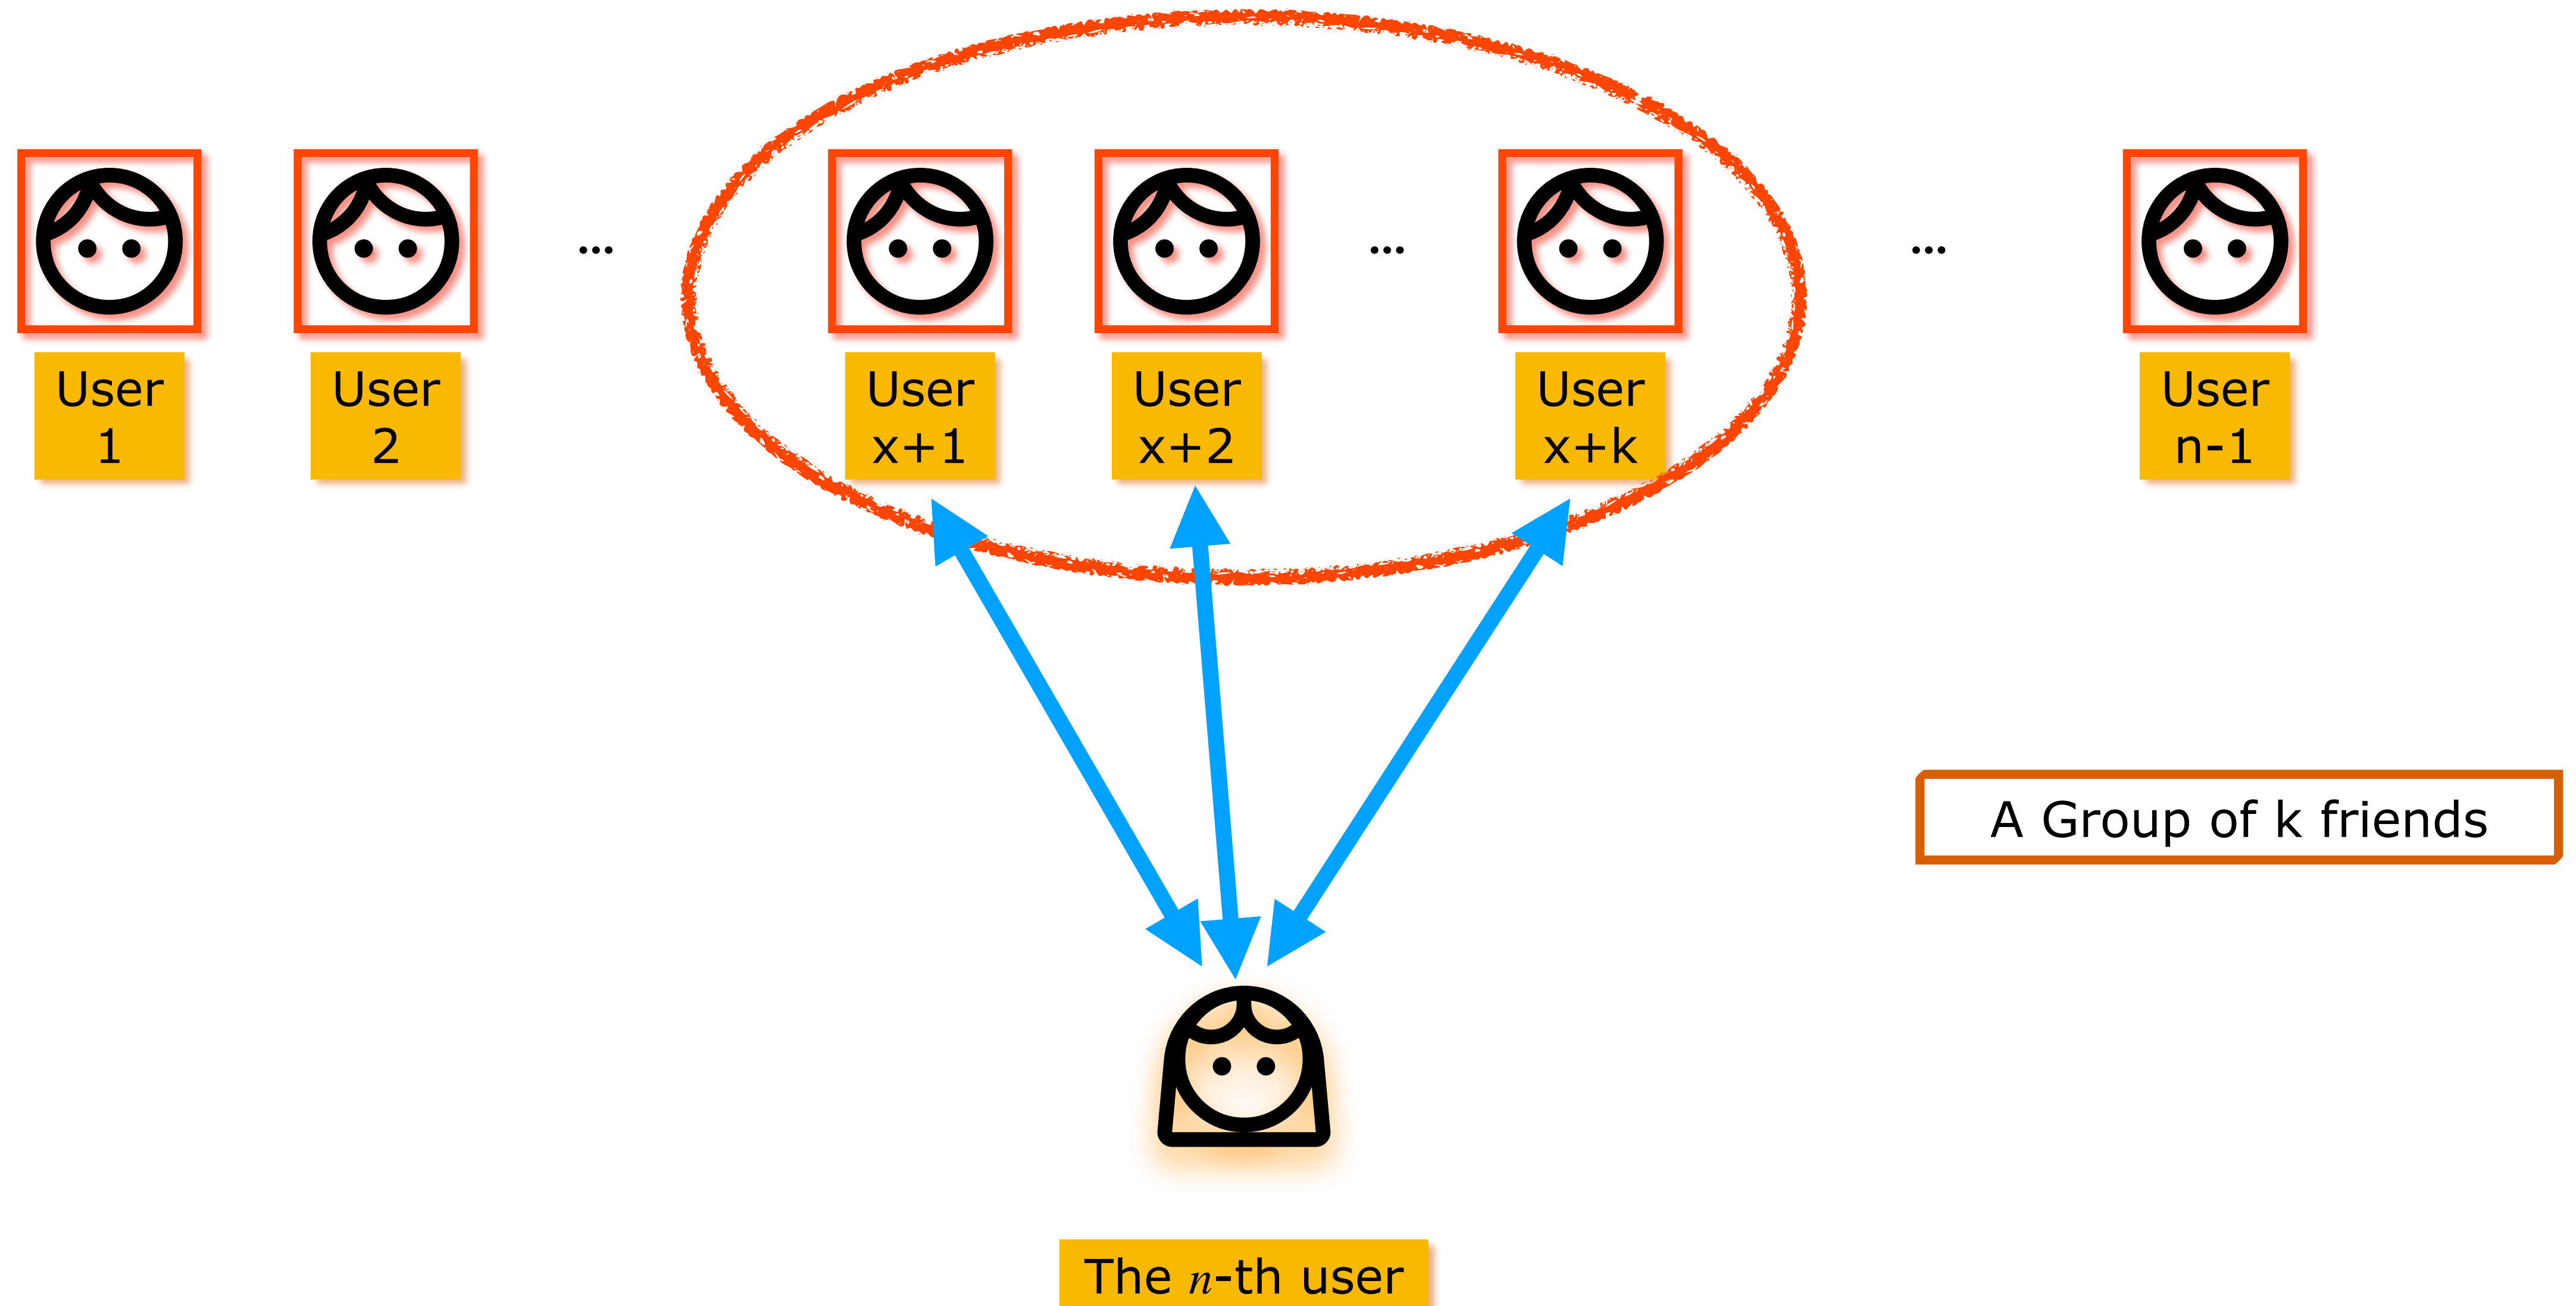 ...
...
...
User
1
User
2
User
x+1
User
x+2
User
x+k
User
n-1
A Group of k friends
The n-th user